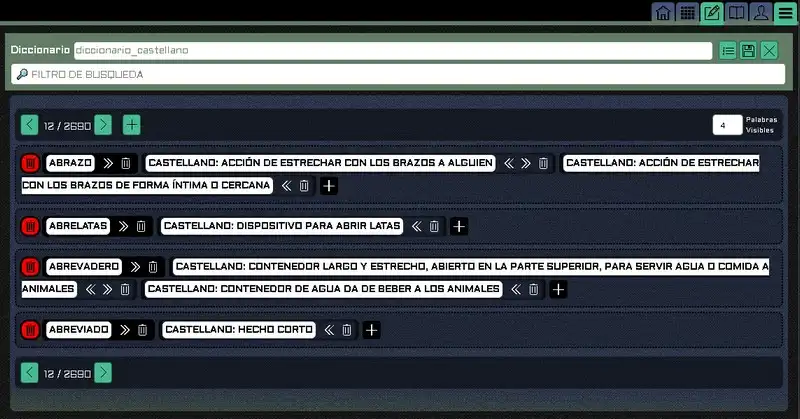 Diccionario diccionario_castellano
FILTRO DE BUSQUEDA
12 / 2690
4 Palabras
Visibles
ABRAZO CASTELLANO: ACCIÓN DE ESTRECHAR CON LOS BRAZOS A ALGUIEN CASTELLANO: ACCIÓN DE ESTRECHAR
CON LOS BRAZOS DE FORMA ÍNTIMA O CERCANA
ABRELATAS CASTELLANO: DISPOSITIVO PARA ABRIR LATAS
ABREVADERO CASTELLANO: CONTENEDOR LARGO Y ESTRECHO, ABIERTO EN LA PARTE SUPERIOR, PARA SERVIR AGUA O COMIDA A
ANIMALES CASTELLANO: CONTENEDOR DE AGUA DA DE BEBER A LOS ANIMALES
ABREVIADO CASTELLANO: HECHO CORTO
12 / 2690